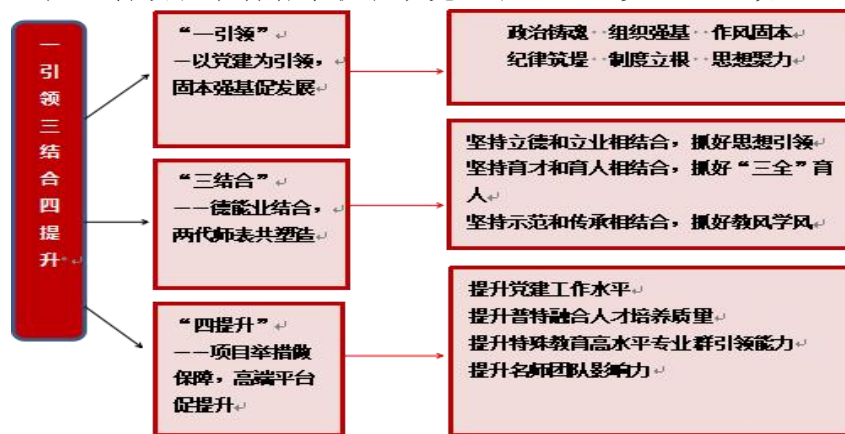 一引领三结合四提升
“一引领”
—以党建为引领，
固本强基促发展
政治铸魂 组织强基 作风固本
纪律筑堤 制度立根 思想聚力
“三结合”
——德能业结合，
两代师表共塑造
坚持立德和立业相结合，抓好思想引领
坚持育才和育人相结合，抓好“三全”育
人
坚持示范和传承相结合，抓好教风学风
“四提升”
——项目举措做
保障，高端平台
促提升
提升党建工作水平
提升普特融合人才培养质量
提升特殊教育高水平专业群引领能力
提升名师团队影响力